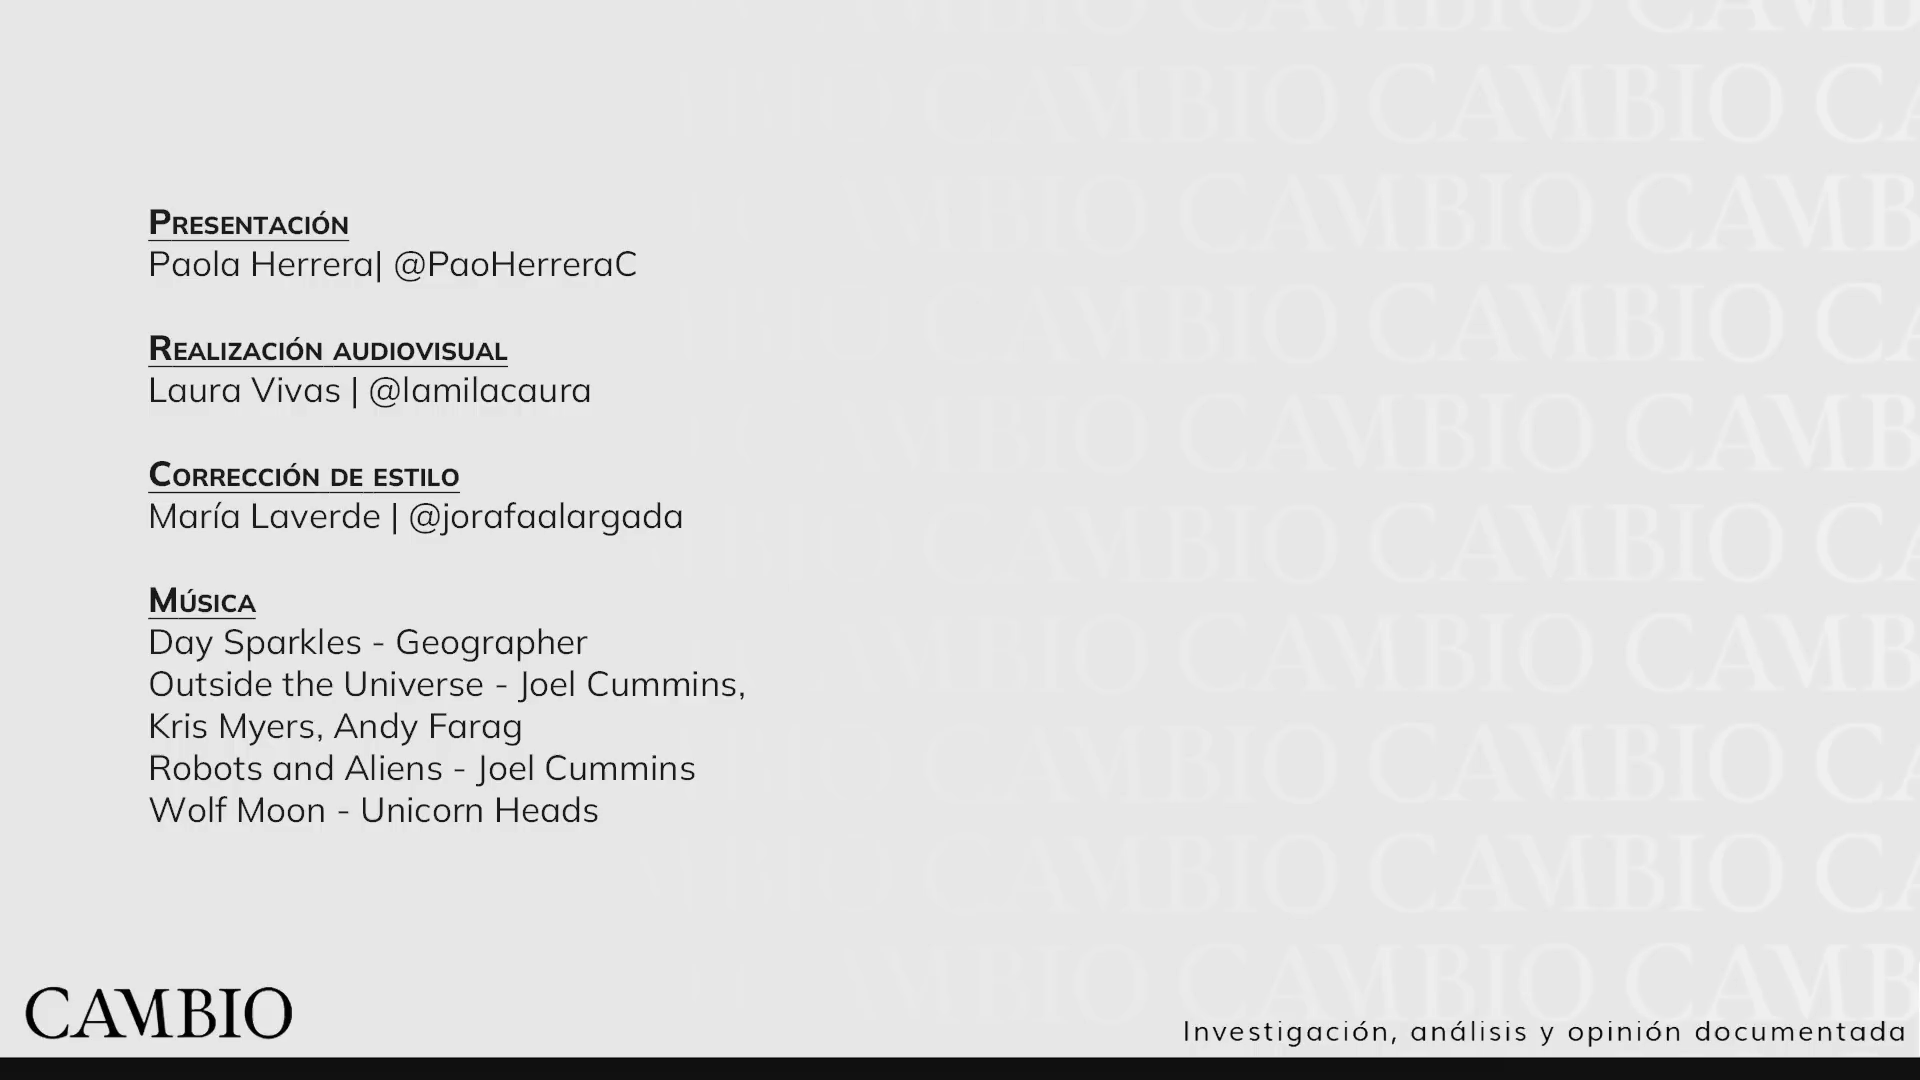 Presentación
Paola Herrera| @PaoHerreraC
Realización audiovisual
Laura Vivas | @lamilacaura
Corrección de estilo
María Laverde | @jorafaalargada
Música
Day Sparkles - Geographer
Outside the Universe - Joel Cummins,
Kris Myers, Andy Farag
Robots and Aliens - Joel Cummins
Wolf Moon - Unicorn Heads
CAMBIO
Investigación, análisis y opinión documentada